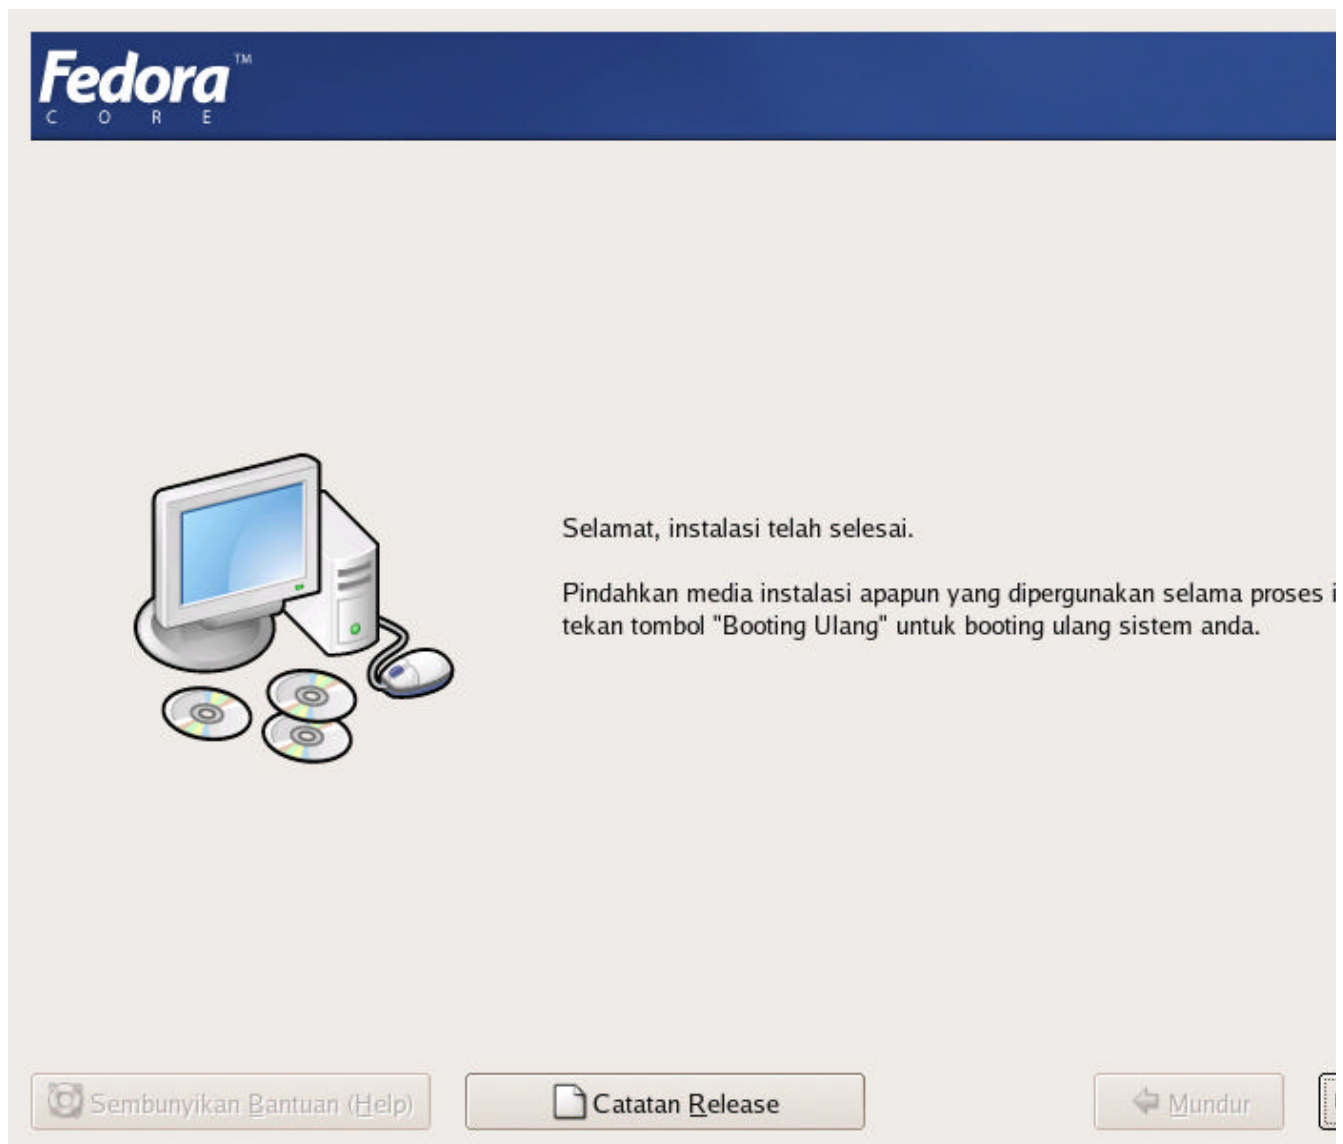 Fedora™
CORE
Selamat, instalasi telah selesai.
Pindahkan media instalasi apapun yang dipergunakan selama proses
tekan tombol "Booting Ulang" untuk booting ulang sistem anda.
Sembunyikan Bantuan (Help)
Catatan Release
Mundur